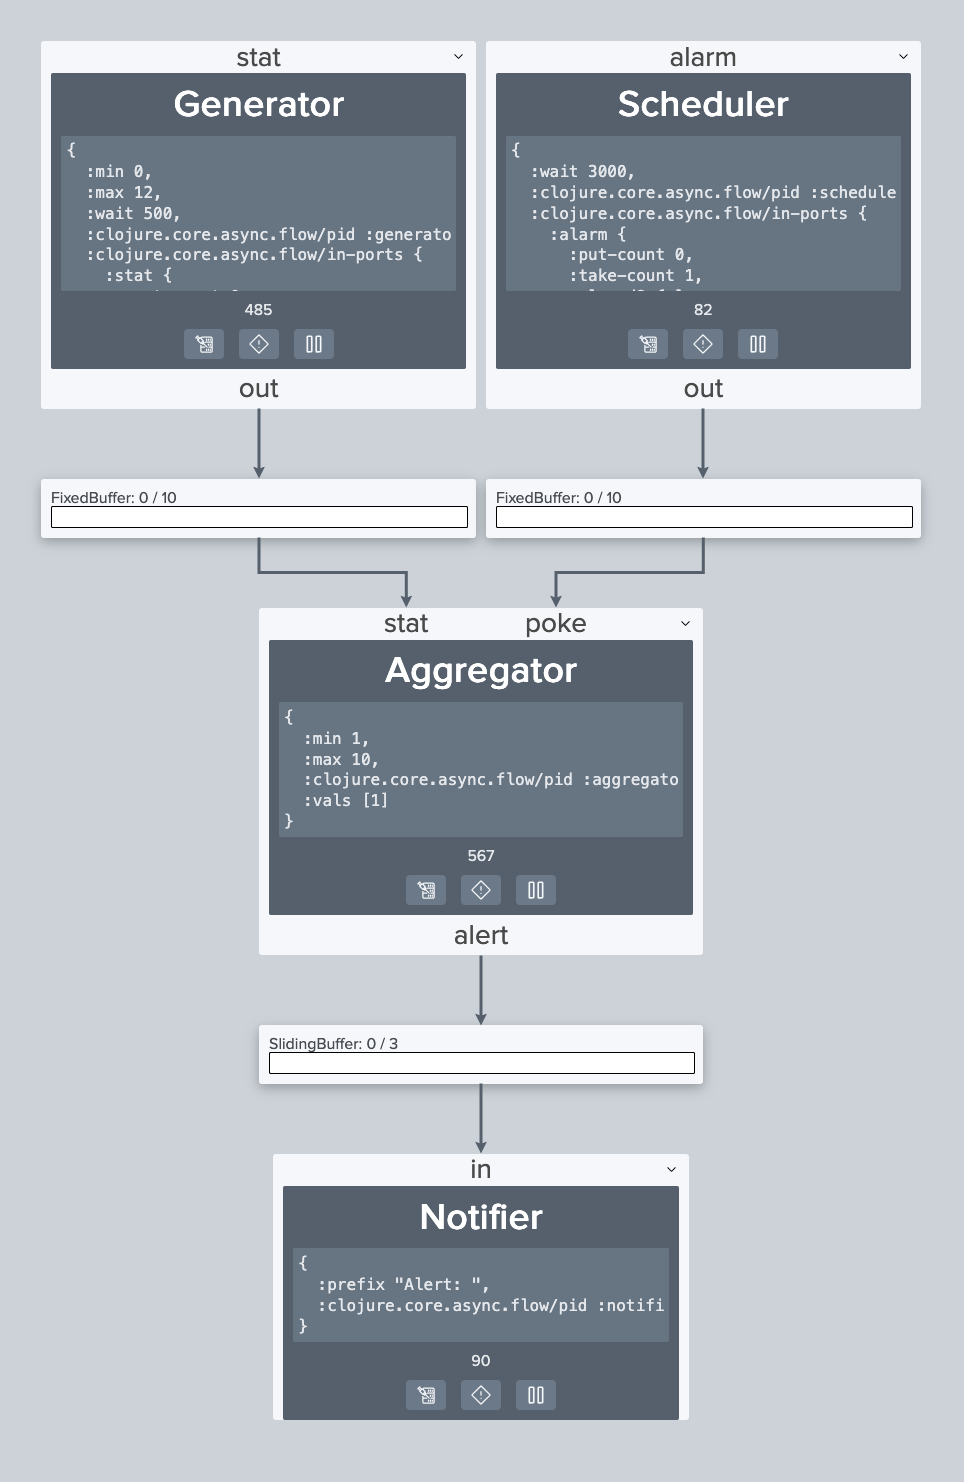 stat
Generator
{
:min 0,
:max 12,
:wait 500,
:clojure.core.async.flow/pid :generato
:clojure.core.async.flow/in-ports {
:stat {
485
out
alarm
Scheduler
{
:wait 3000,
:clojure.core.async.flow/pid :schedule
:clojure.core.async.flow/in-ports {
:alarm {
:put-count 0,
:take-count 1,
82
out
FixedBuffer: 0 / 10
FixedBuffer: 0 / 10
stat poke
Aggregator
{
:min 1,
:max 10,
:clojure.core.async.flow/pid :aggregato
:vals [1]
}
567
alert
SlidingBuffer: 0 / 3
in
Notifier
{
:prefix "Alert: ",
:clojure.core.async.flow/pid :notifi
}
90